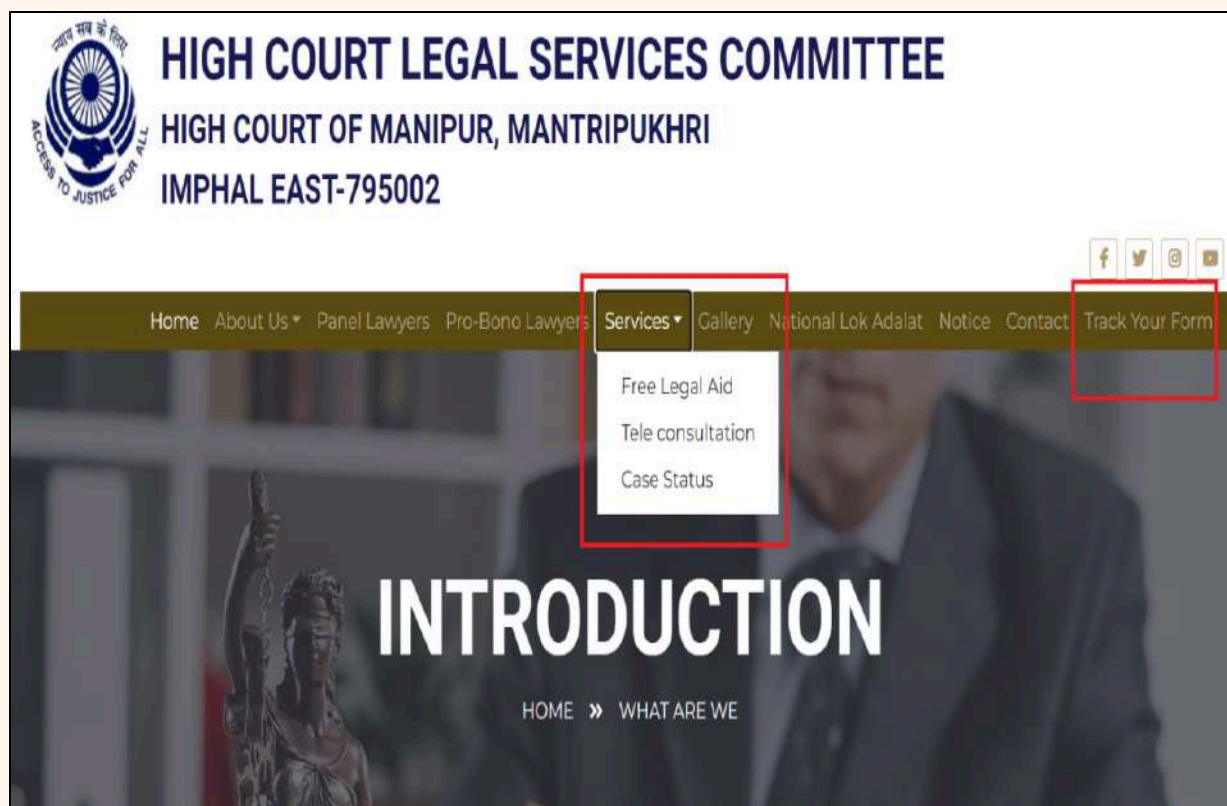 न्याय सब के लिए
ACCESS TO JUSTICE FOR ALL
HIGH COURT LEGAL SERVICES COMMITTEE
HIGH COURT OF MANIPUR, MANTRIPUKHRI
IMPHAL EAST-795002
Home About Us Panel Lawyers Pro-Bono Lawyers Services Gallery National Lok Adalat Notice Contact Track Your Form
Free Legal Aid
Tele consultation
Case Status
INTRODUCTION
HOME » WHAT ARE WE